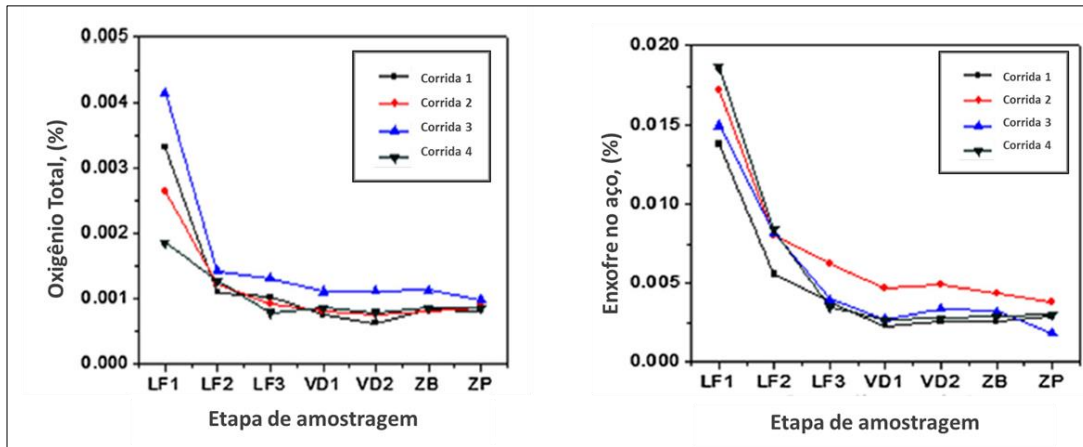 Oxigênio Total, (%)
0.005
0.004
0.003
0.002
0.001
0.000
Corrida 1
Corrida 2
Corrida 3
Corrida 4
LF1 LF2 LF3 VD1 VD2 ZB ZP
Etapa de amostragem
Enxofre no aço, (%)
0.020
0.015
0.010
0.005
0.000
Corrida 1
Corrida 2
Corrida 3
Corrida 4
LF1 LF2 LF3 VD1 VD2 ZB ZP
Etapa de amostragem